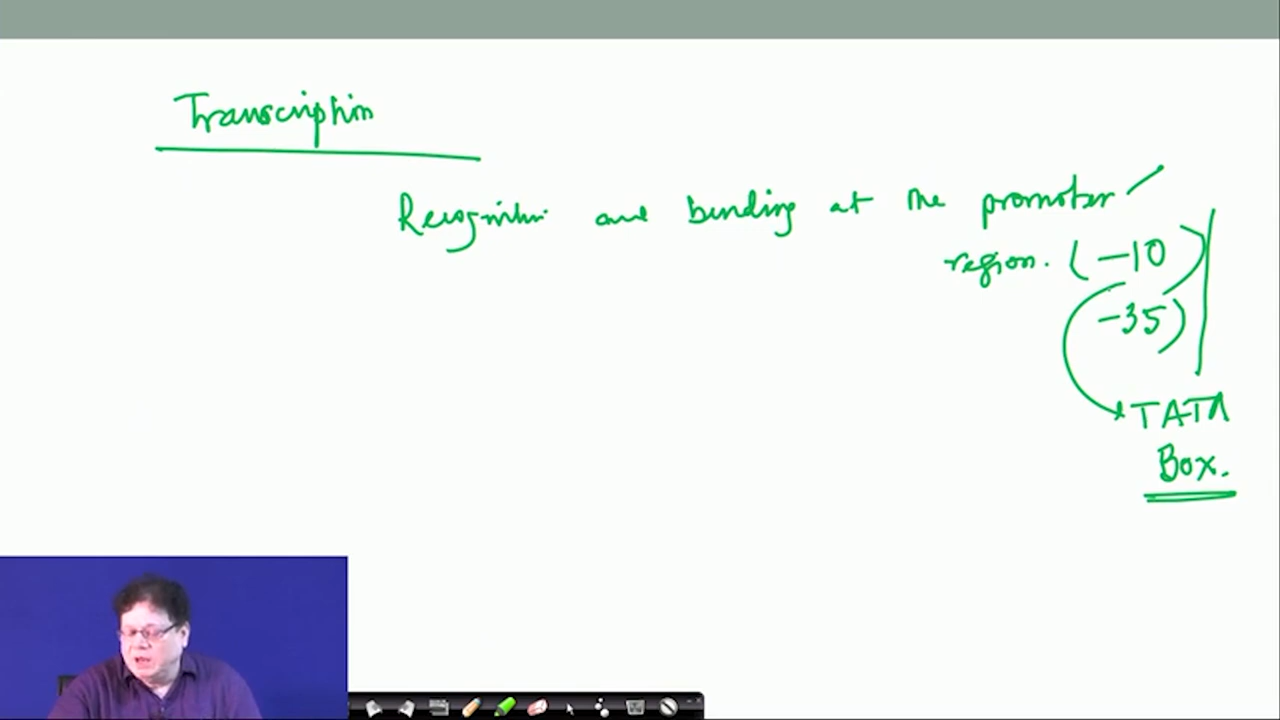 Transcription
Recognition and binding at the promoter
region. (-10)
-35)
TATA
Box.